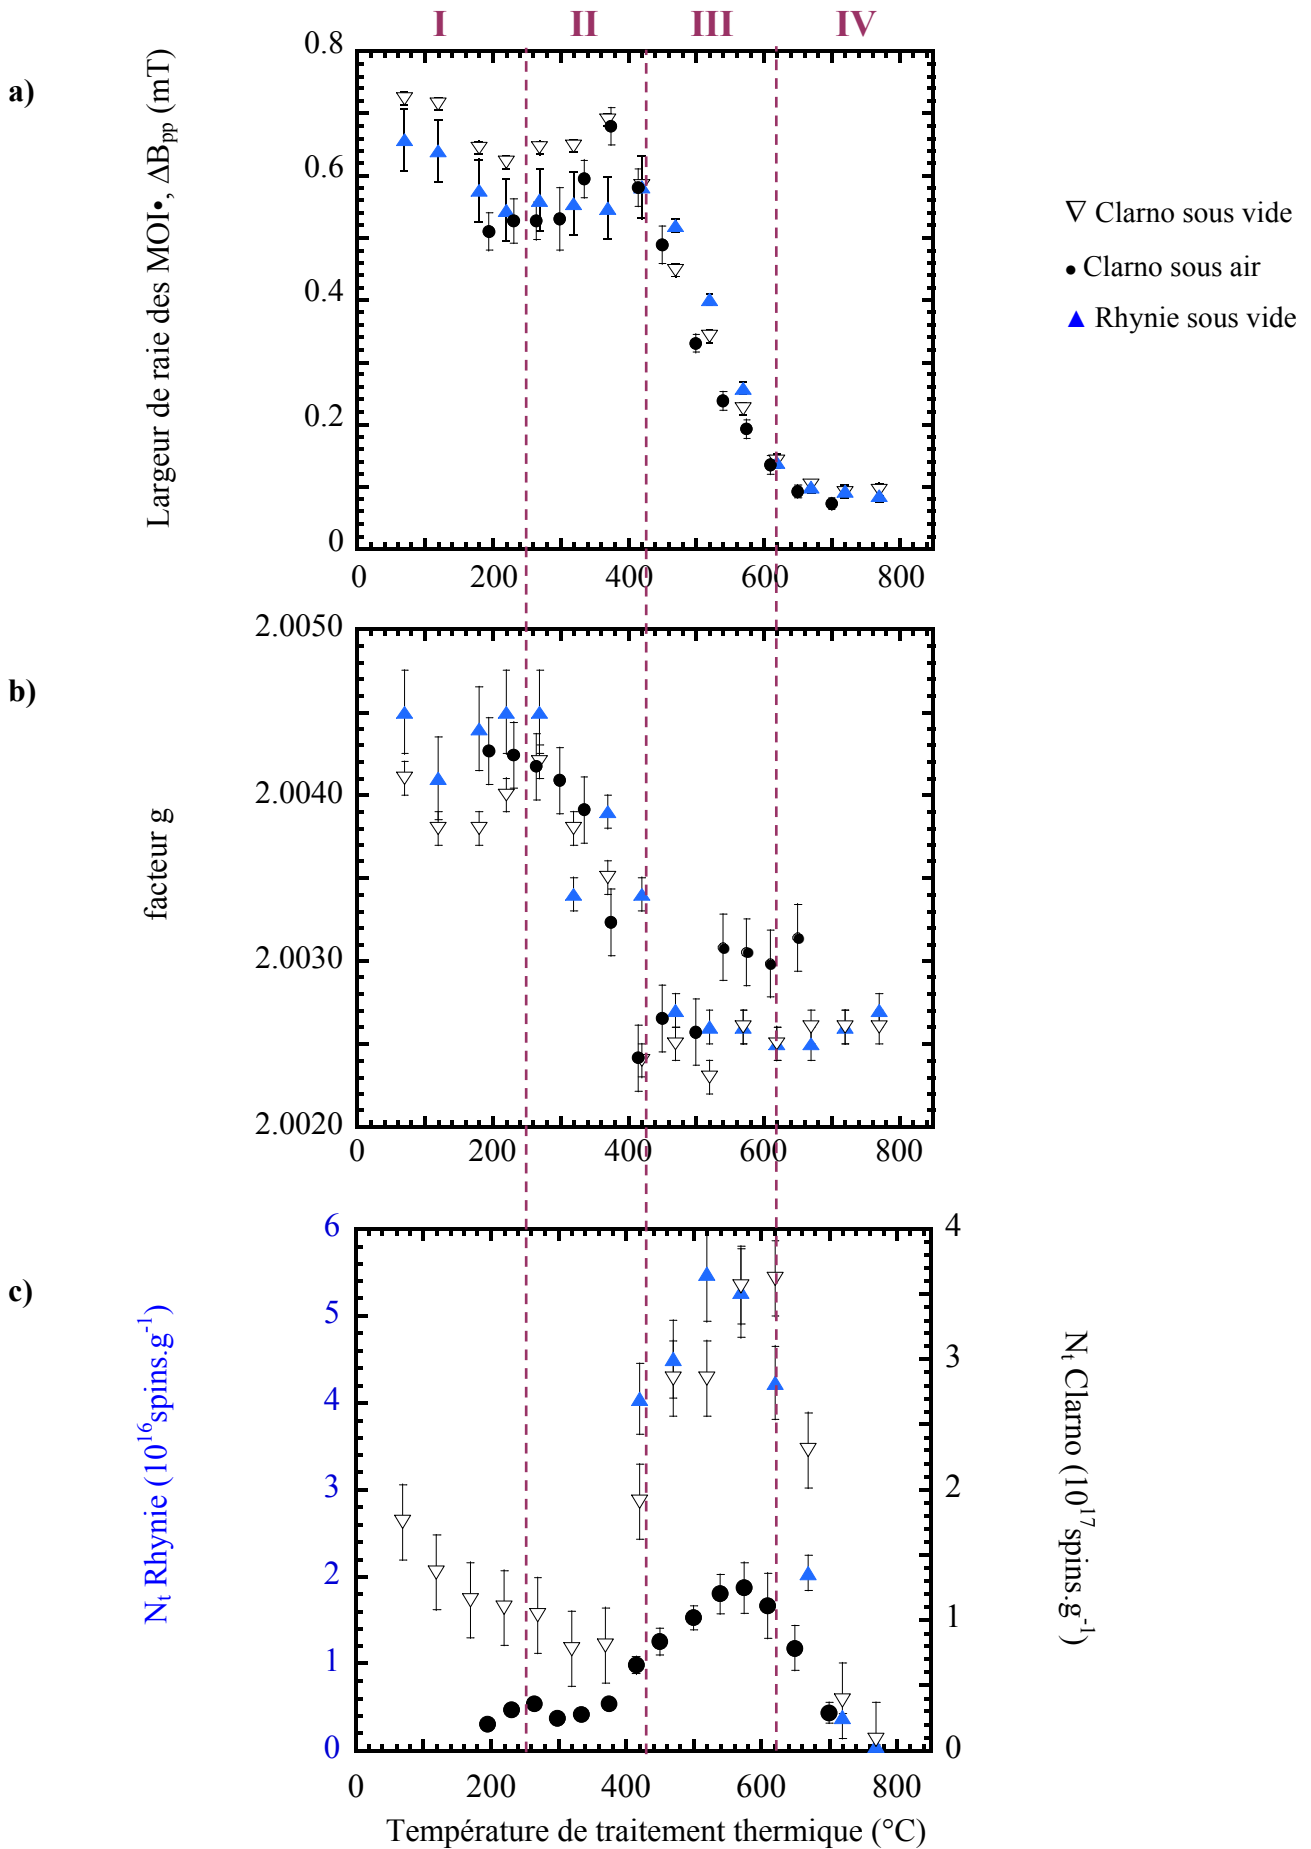 I II III IV
a)
Largeur de raie des MOI•, ΔBpp (mT)
0.8
0.6
0.4
0.2
0
0 200 400 600 800
▽ Clarno sous vide
● Clarno sous air
▲ Rhynie sous vide
b)
facteur g
2.0050
2.0040
2.0030
2.0020
0 200 400 600 800
c)
Nt Rhynie (10^16 spins.g^-1)
6
5
4
3
2
1
0
4
3
2
1
0
Nt Clarno (10^17 spins.g^-1)
0 200 400 600 800
Température de traitement thermique (°C)